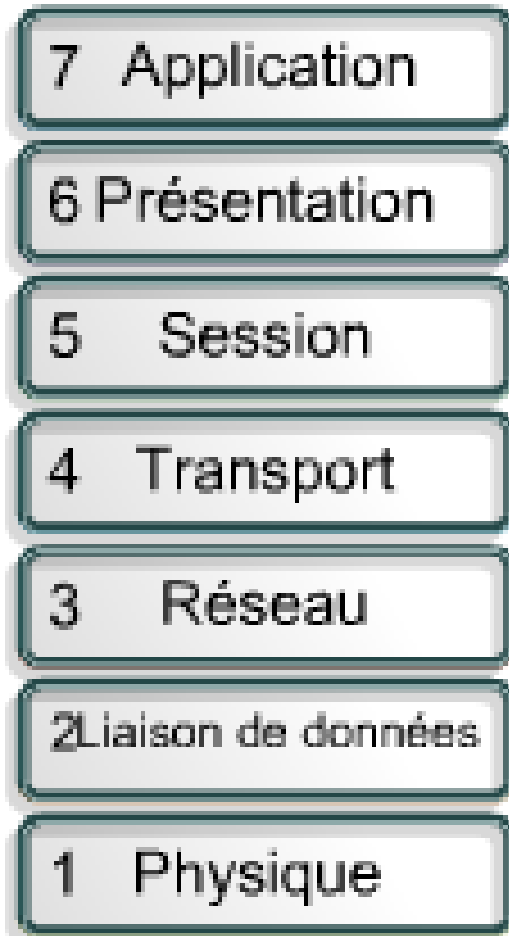 7 Application
6 Présentation
5 Session
4 Transport
3 Réseau
2Liaison de données
1 Physique